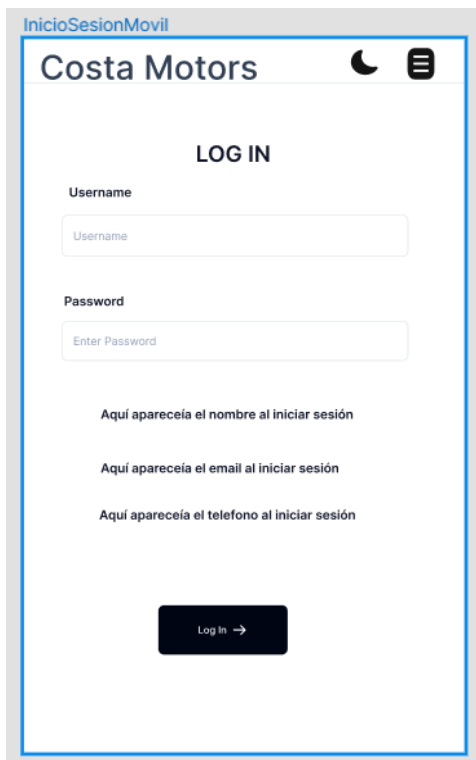 InicioSesionMovil
Costa Motors
LOG IN
Username
Username
Password
Enter Password
Aquí apareceía el nombre al iniciar sesión
Aquí apareceía el email al iniciar sesión
Aquí apareceía el telefono al iniciar sesión
Log In →